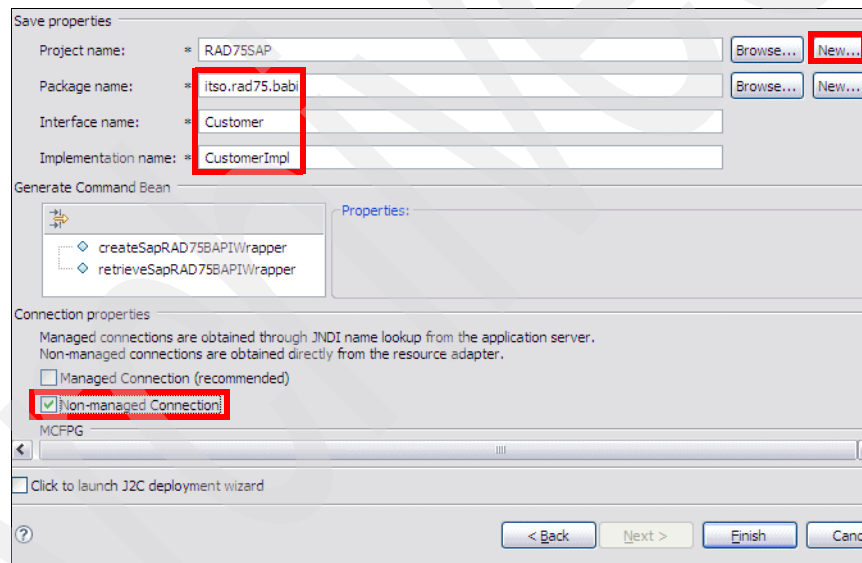 Save properties
Project name: * RAD75SAP Browse... New...
Package name: * itso.rad75.babi Browse... New...
Interface name: * Customer
Implementation name: * CustomerImpl
Generate Command Bean
Properties:
createSapRAD75BAPIWrapper
retrieveSapRAD75BAPIWrapper
Connection properties
Managed connections are obtained through JNDI name lookup from the application server.
Non-managed connections are obtained directly from the resource adapter.
Managed Connection (recommended)
Non-managed Connection
MCFPG
Click to launch J2C deployment wizard
? < Back Next > Finish Canc